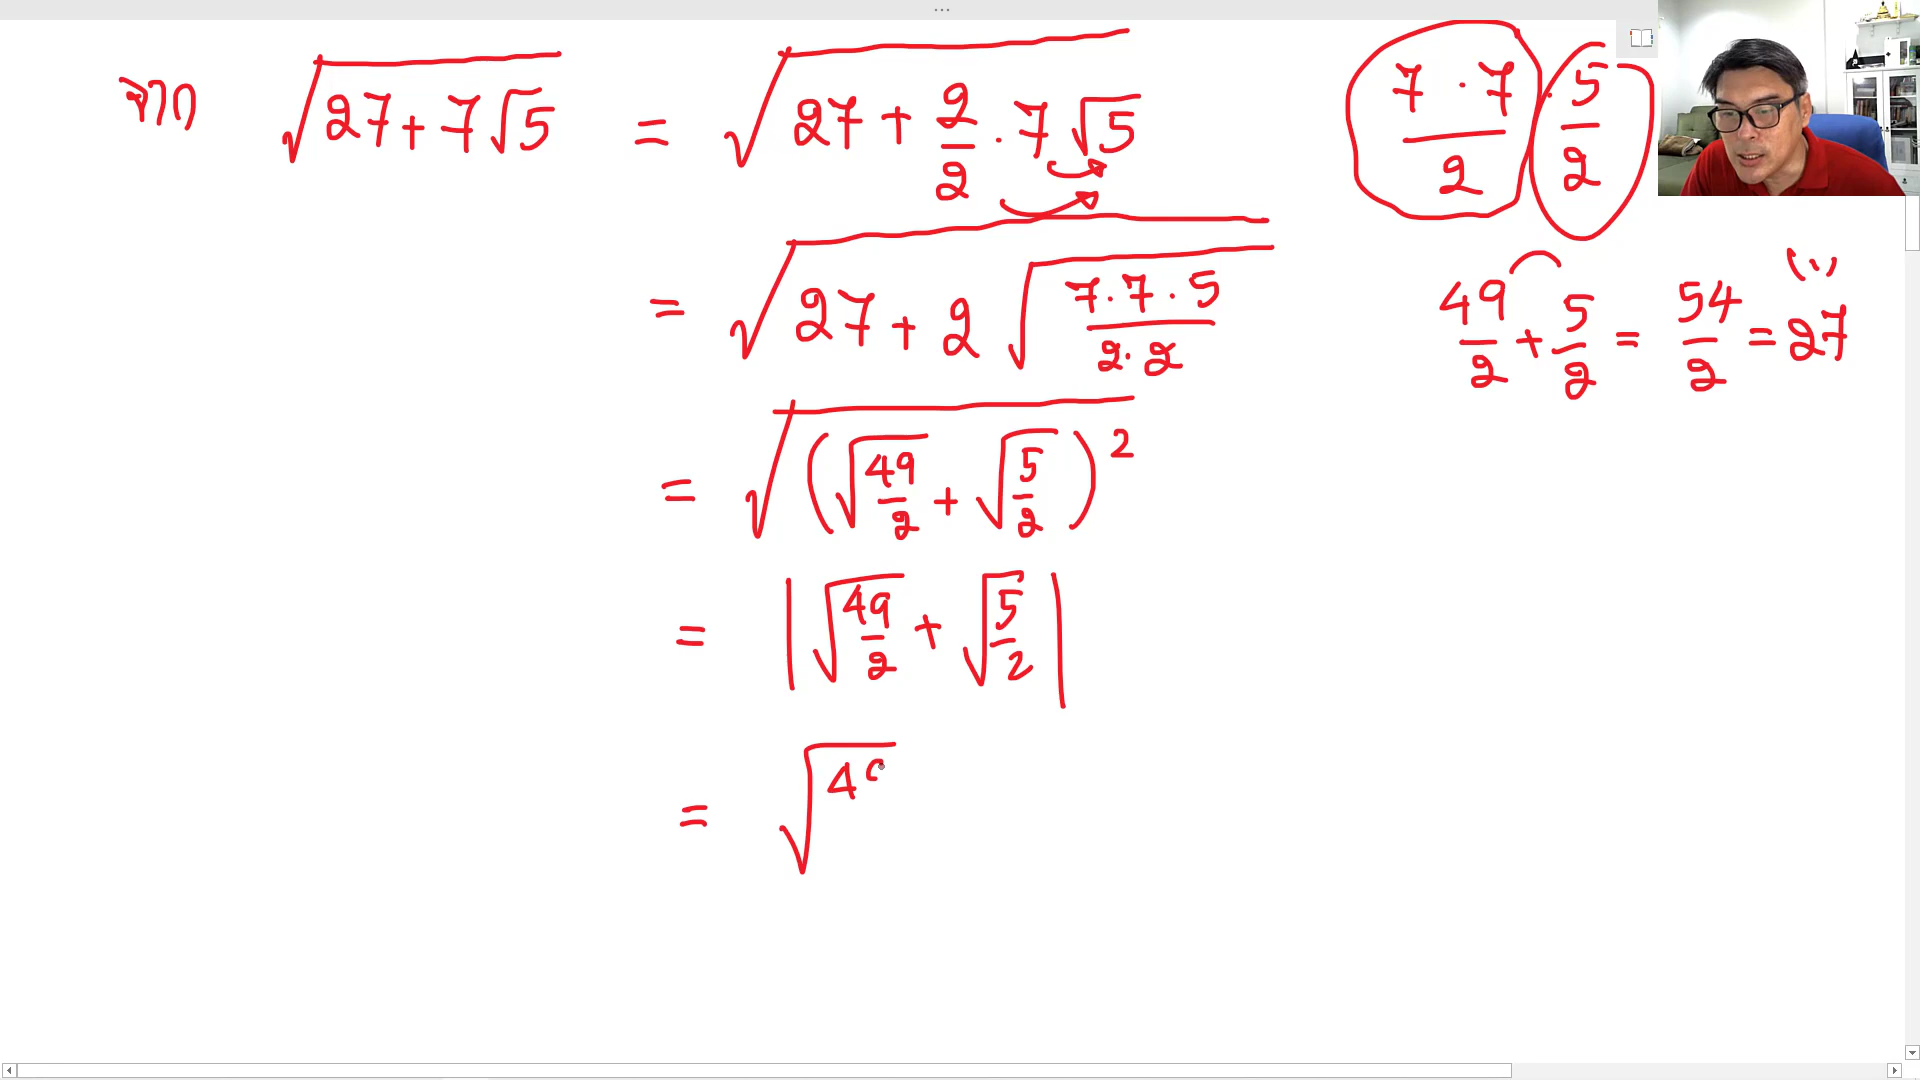 จาก √(27+7√5) = √(27 + 2/2 · 7√5)
7 · 7/2 · 5/2
= √(27 + 2√(7·7·5/2·2))
49/2 + 5/2 = 54/2 = 27
= √((√(49/2) + √(5/2))²)
= |√(49/2) + √(5/2)|
= √4